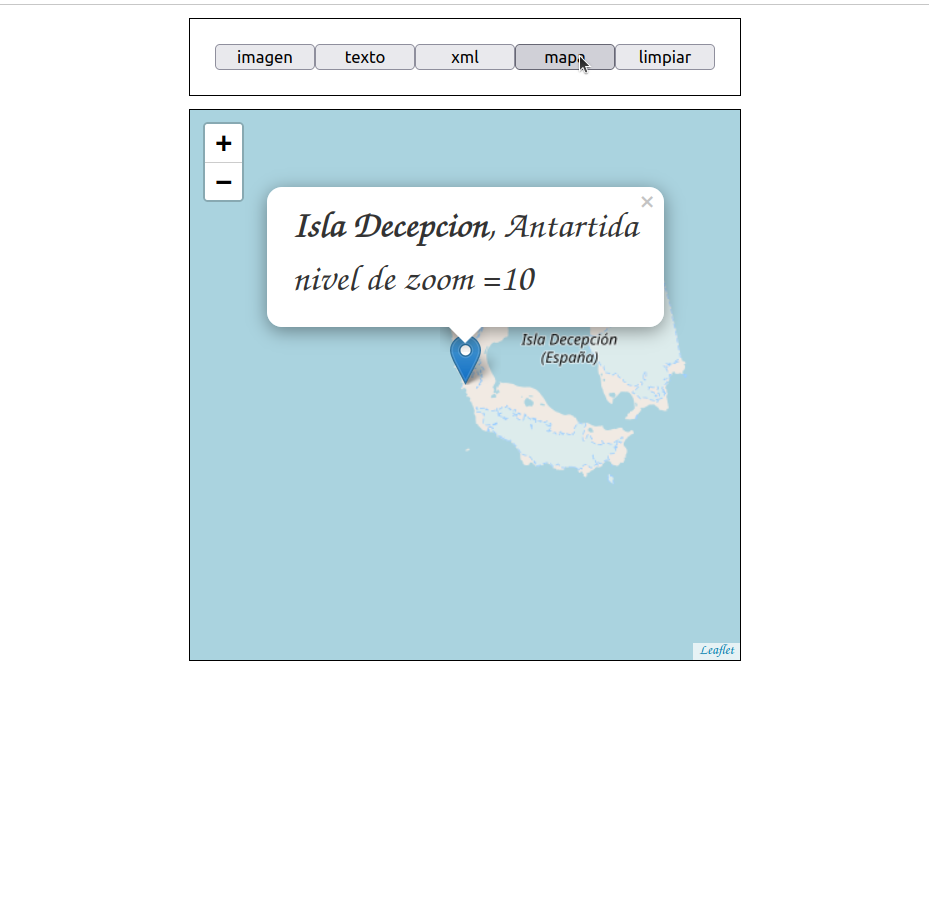 imagen texto xml mapa limpiar
+
−
×
Isla Decepcion, Antartida
nivel de zoom =10
Isla Decepción
(España)
Leaflet